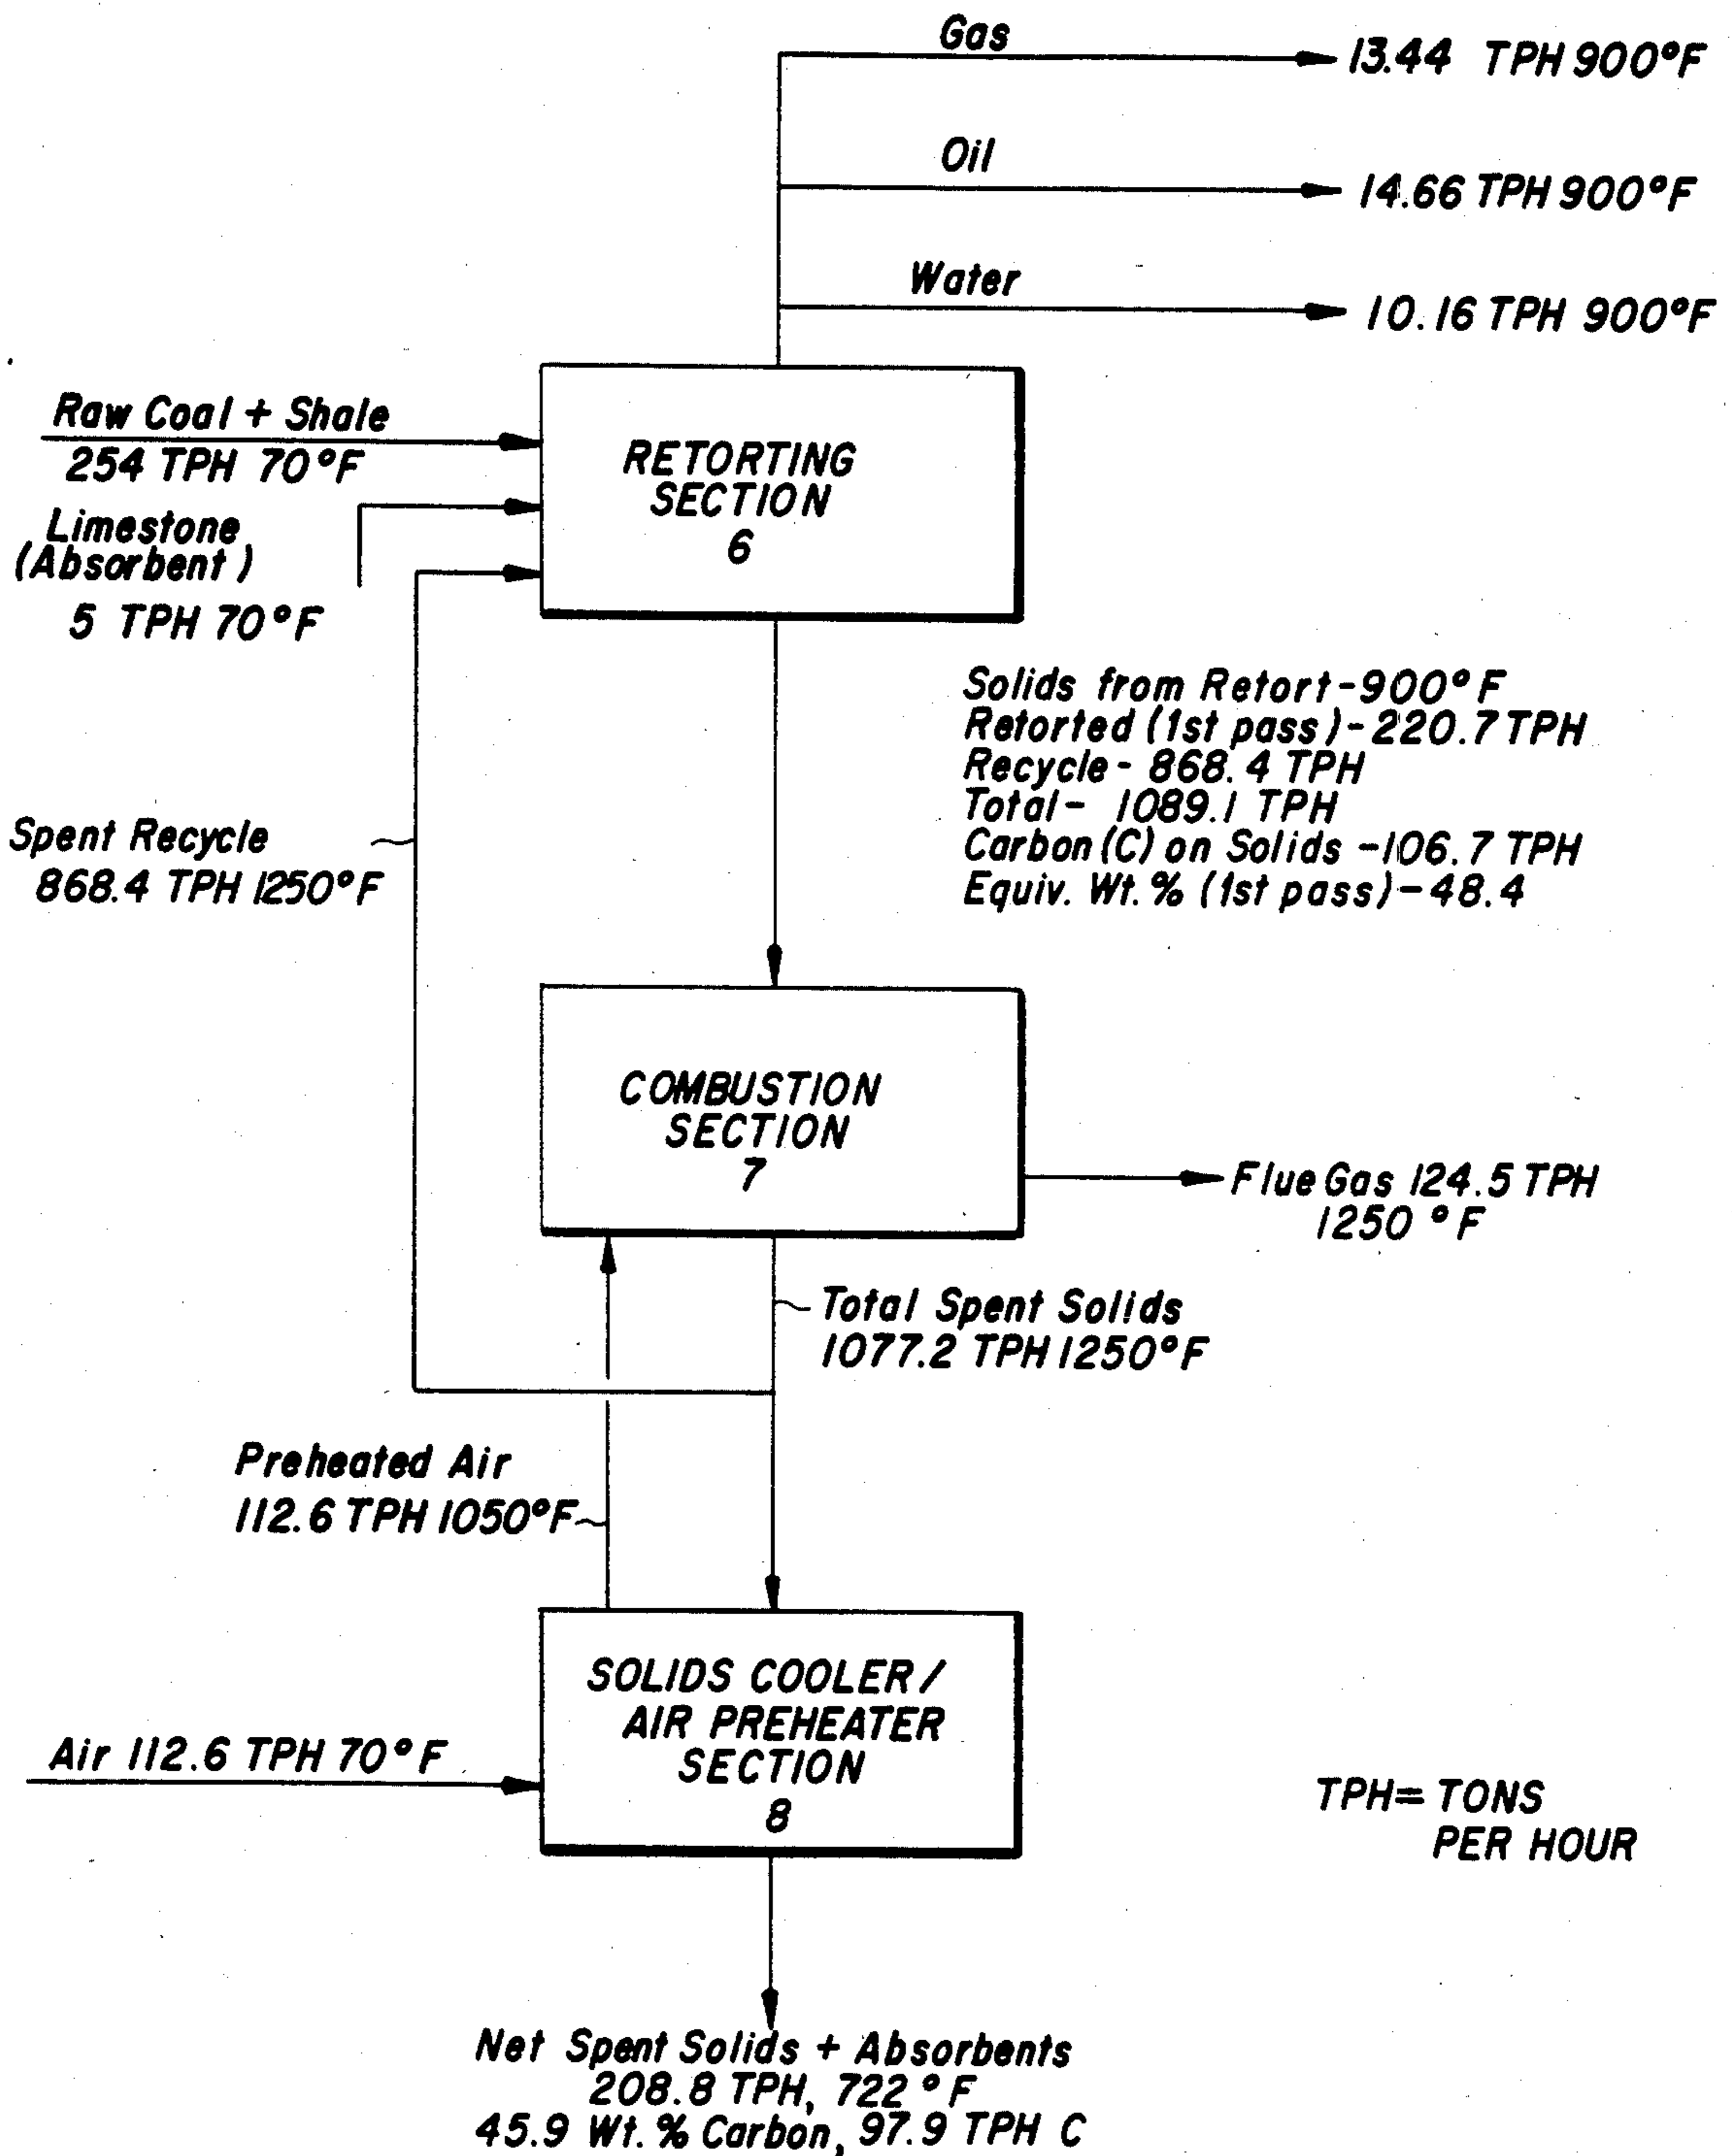 Gas
13.44 TPH 900°F
Oil
14.66 TPH 900°F
Water
10.16 TPH 900°F
Raw Coal + Shale
254 TPH 70°F
Limestone
(Absorbent)
5 TPH 70°F
RETORTING
SECTION
6
Solids from Retort-900°F
Retorted (1st pass)-220.7 TPH
Recycle- 868.4 TPH
Total- 1089.1 TPH
Carbon(C) on Solids -106.7 TPH
Equiv. Wt.% (1st pass)-48.4
Spent Recycle
868.4 TPH 1250°F
COMBUSTION
SECTION
7
Flue Gas 124.5 TPH
1250°F
Total Spent Solids
1077.2 TPH 1250°F
Preheated Air
112.6 TPH 1050°F
SOLIDS COOLER/
AIR PREHEATER
SECTION
8
Air 112.6 TPH 70°F
TPH= TONS
PER HOUR
Net Spent Solids + Absorbents
208.8 TPH, 722°F
45.9 Wt.% Carbon, 97.9 TPH C